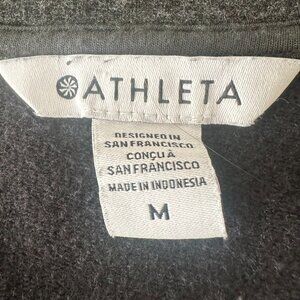 ATHLETA
DESIGNED IN
SAN FRANCISCO
CONÇU À
SAN FRANCISCO
MADE IN INDONESIA
M